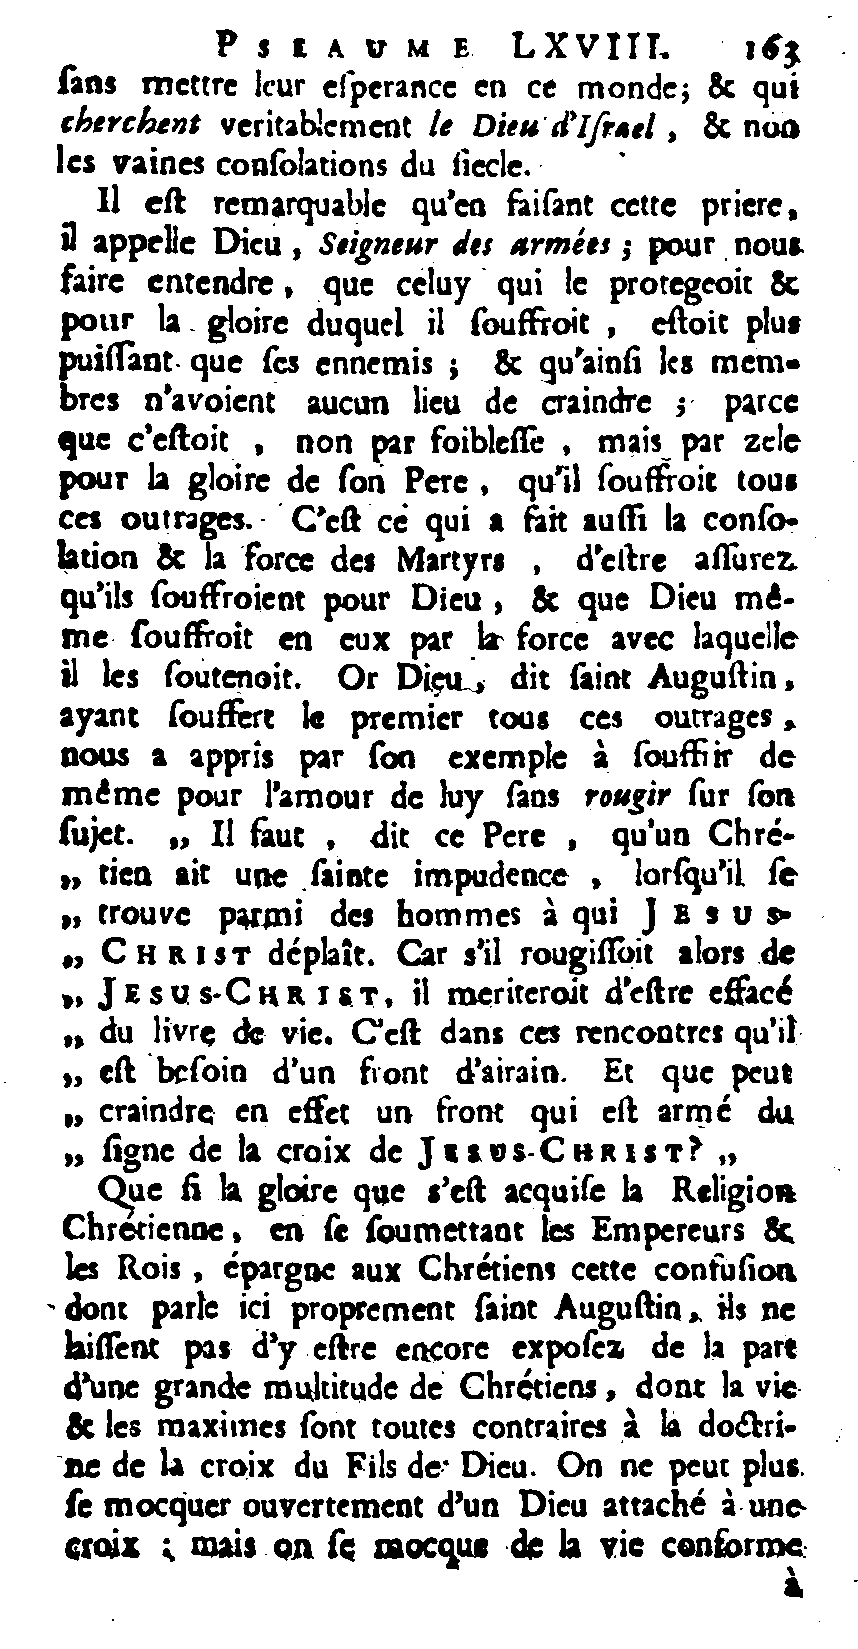 PSEAUME LXVIII. 163
ſans mettre leur eſperance en ce monde; & qui
cherchent veritablement le Dieu d'Iſrael, & non
les vaines conſolations du ſiecle.
Il eſt remarquable qu'en faiſant cette priere,
il appelle Dieu, Seigneur des armées; pour nous
faire entendre, que celuy qui le protegeoit &
pour la gloire duquel il ſouffroit, eſtoit plus
puiſſant que ſes ennemis; & qu'ainſi les mem-
bres n'avoient aucun lieu de craindre; parce
que c'eſtoit, non par foibleſſe, mais par zele
pour la gloire de ſon Pere, qu'il ſouffroit tous
ces outrages. C'eſt ce qui a fait auſſi la conſo-
lation & la force des Martyrs, d'eſtre aſſurez
qu'ils ſouffroient pour Dieu, & que Dieu mê-
me ſouffroit en eux par la force avec laquelle
il les ſoutenoit. Or Dieu, dit ſaint Auguſtin,
ayant ſouffert le premier tous ces outrages,
nous a appris par ſon exemple à ſouffrir de
même pour l'amour de luy ſans rougir ſur ſon
ſujet. „ Il faut, dit ce Pere, qu'un Chré-
„ tien ait une ſainte impudence, lorſqu'il ſe
„ trouve parmi des hommes à qui JESUS-
„ CHRIST déplaît. Car s'il rougiſſoit alors de
„ JESUS-CHRIST, il meriteroit d'eſtre effacé
„ du livre de vie. C'eſt dans ces rencontres qu'il
„ eſt beſoin d'un front d'airain. Et que peut
„ craindre en effet un front qui eſt armé du
„ ſigne de la croix de JESUS-CHRIST? „
Que ſi la gloire que s'eſt acquiſe la Religion
Chrétienne, en ſe ſoumettant les Empereurs &
les Rois, épargne aux Chrétiens cette confuſion
dont parle ici proprement ſaint Auguſtin, ils ne
laiſſent pas d'y eſtre encore expoſez de la part
d'une grande multitude de Chrétiens, dont la vie
& les maximes ſont toutes contraires à la doctri-
ne de la croix du Fils de Dieu. On ne peut plus
ſe mocquer ouvertement d'un Dieu attaché à une
croix; mais on ſe mocque de la vie conforme
à